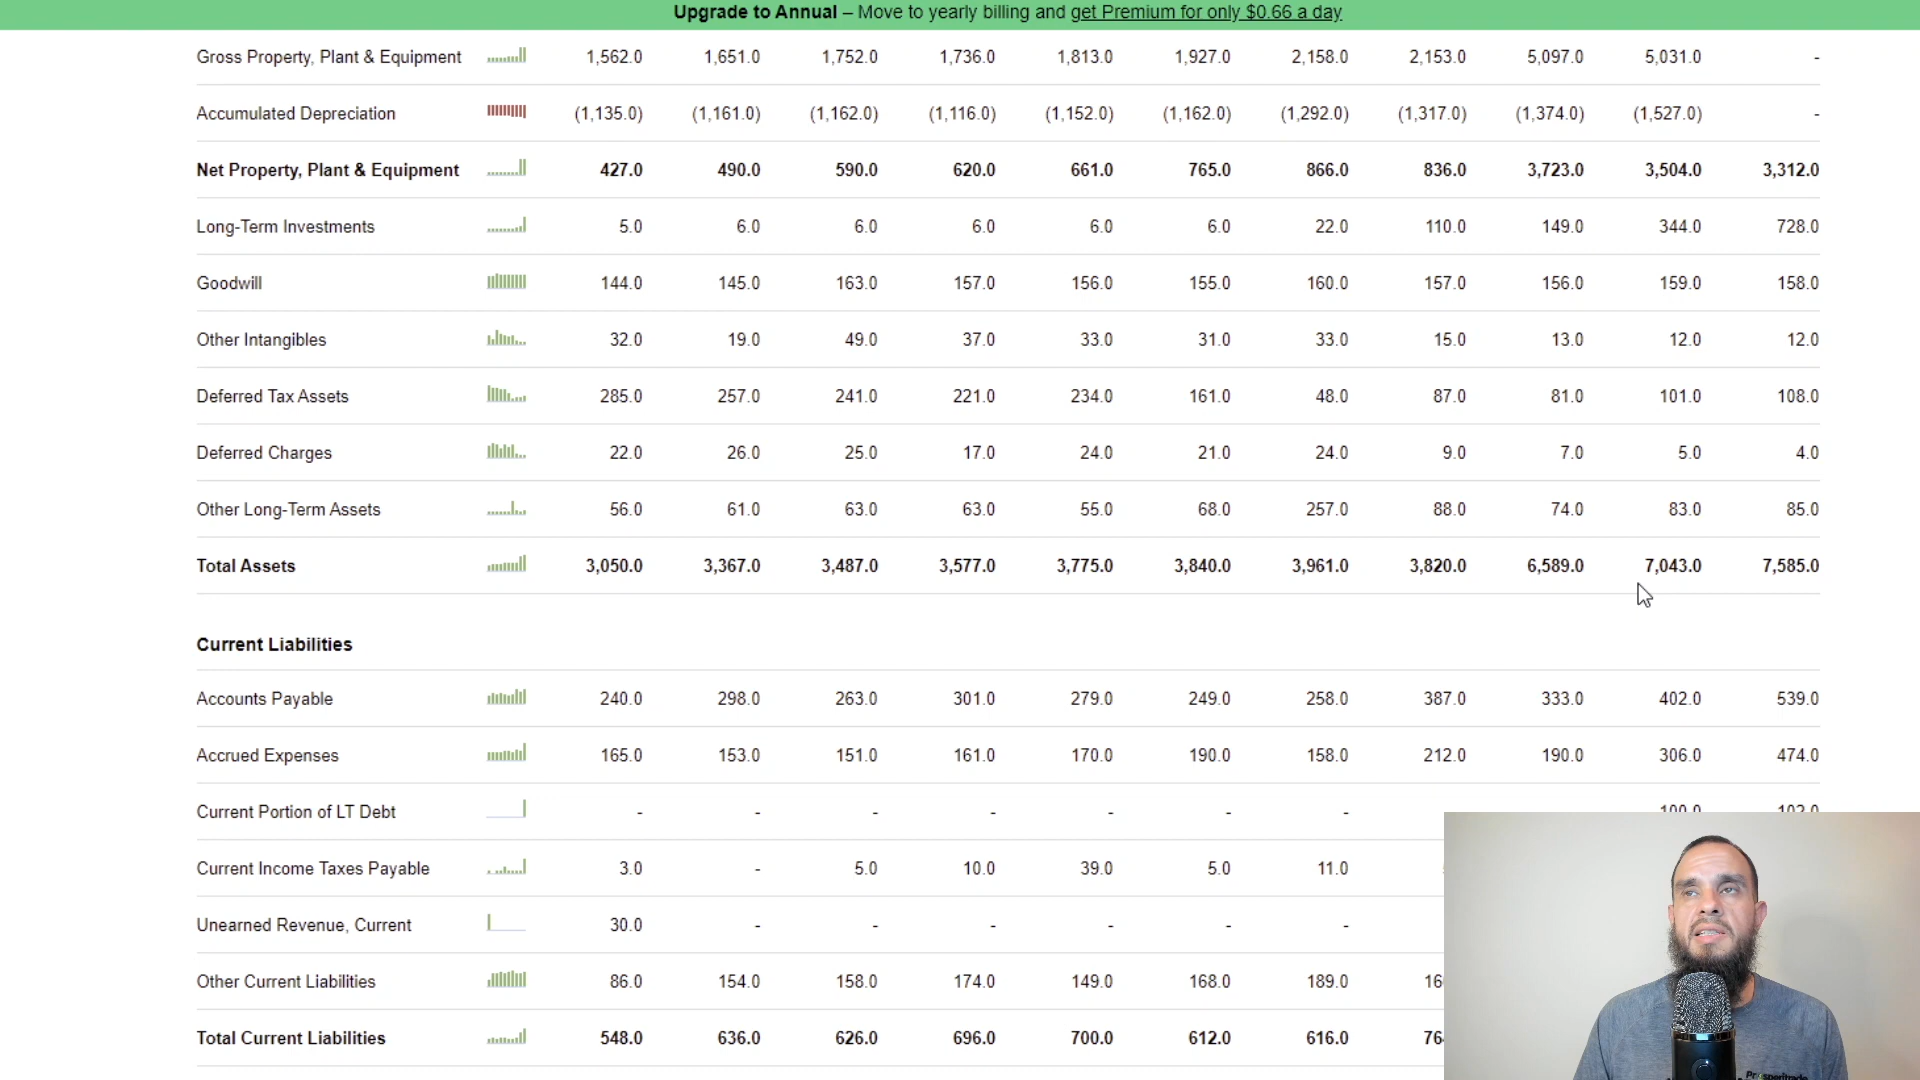 Upgrade to Annual – Move to yearly billing and get Premium for only $0.66 a day
Gross Property, Plant & Equipment 1,562.0 1,651.0 1,752.0 1,736.0 1,813.0 1,927.0 2,158.0 2,153.0 5,097.0 5,031.0 -
Accumulated Depreciation (1,135.0) (1,161.0) (1,162.0) (1,116.0) (1,152.0) (1,162.0) (1,292.0) (1,317.0) (1,374.0) (1,527.0) -
Net Property, Plant & Equipment 427.0 490.0 590.0 620.0 661.0 765.0 866.0 836.0 3,723.0 3,504.0 3,312.0
Long-Term Investments 5.0 6.0 6.0 6.0 6.0 6.0 22.0 110.0 149.0 344.0 728.0
Goodwill 144.0 145.0 163.0 157.0 156.0 155.0 160.0 157.0 156.0 159.0 158.0
Other Intangibles 32.0 19.0 49.0 37.0 33.0 31.0 33.0 15.0 13.0 12.0 12.0
Deferred Tax Assets 285.0 257.0 241.0 221.0 234.0 161.0 48.0 87.0 81.0 101.0 108.0
Deferred Charges 22.0 26.0 25.0 17.0 24.0 21.0 24.0 9.0 7.0 5.0 4.0
Other Long-Term Assets 56.0 61.0 63.0 63.0 55.0 68.0 257.0 88.0 74.0 83.0 85.0
Total Assets 3,050.0 3,367.0 3,487.0 3,577.0 3,775.0 3,840.0 3,961.0 3,820.0 6,589.0 7,043.0 7,585.0
Current Liabilities
Accounts Payable 240.0 298.0 263.0 301.0 279.0 249.0 258.0 387.0 333.0 402.0 539.0
Accrued Expenses 165.0 153.0 151.0 161.0 170.0 190.0 158.0 212.0 190.0 306.0 474.0
Current Portion of LT Debt - - - - - - -
Current Income Taxes Payable 3.0 - 5.0 10.0 39.0 5.0 11.0
Unearned Revenue, Current 30.0 - - - - - -
Other Current Liabilities 86.0 154.0 158.0 174.0 149.0 168.0 189.0 16
Total Current Liabilities 548.0 636.0 626.0 696.0 700.0 612.0 616.0 76